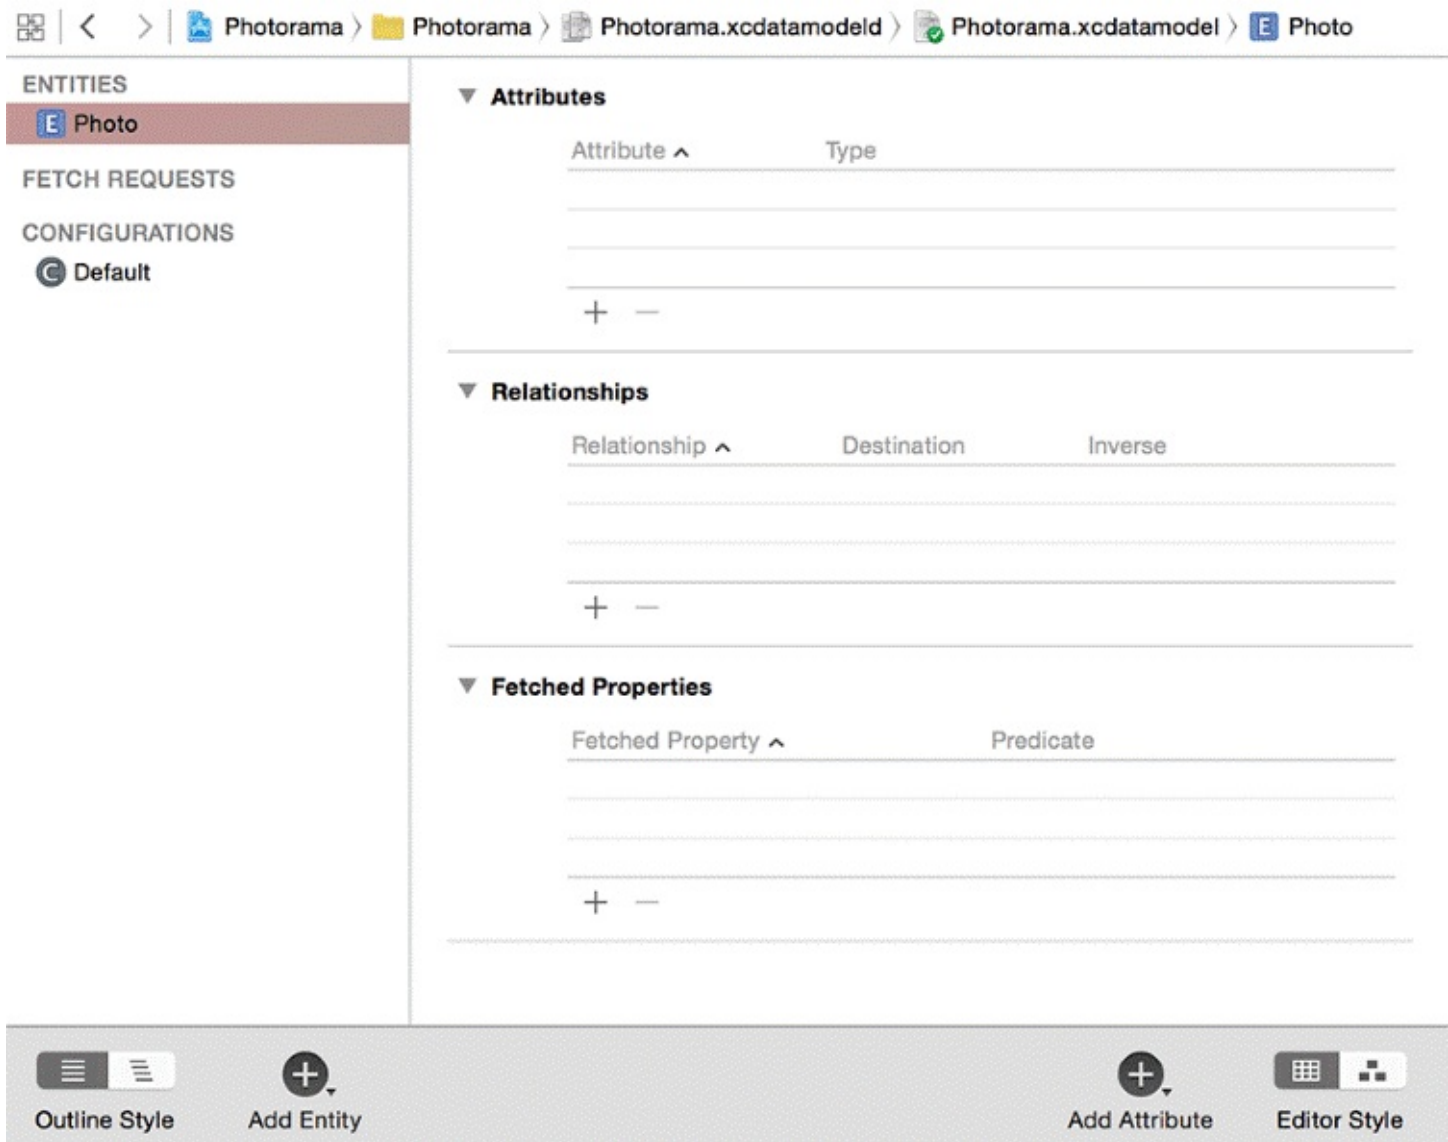 Photorama Photorama Photorama.xcdatamodeld Photorama.xcdatamodel E Photo
ENTITIES
E Photo
FETCH REQUESTS
CONFIGURATIONS
C Default
Attributes
Attribute Type
Relationships
Relationship Destination Inverse
Fetched Properties
Fetched Property Predicate
Outline Style Add Entity Add Attribute Editor Style